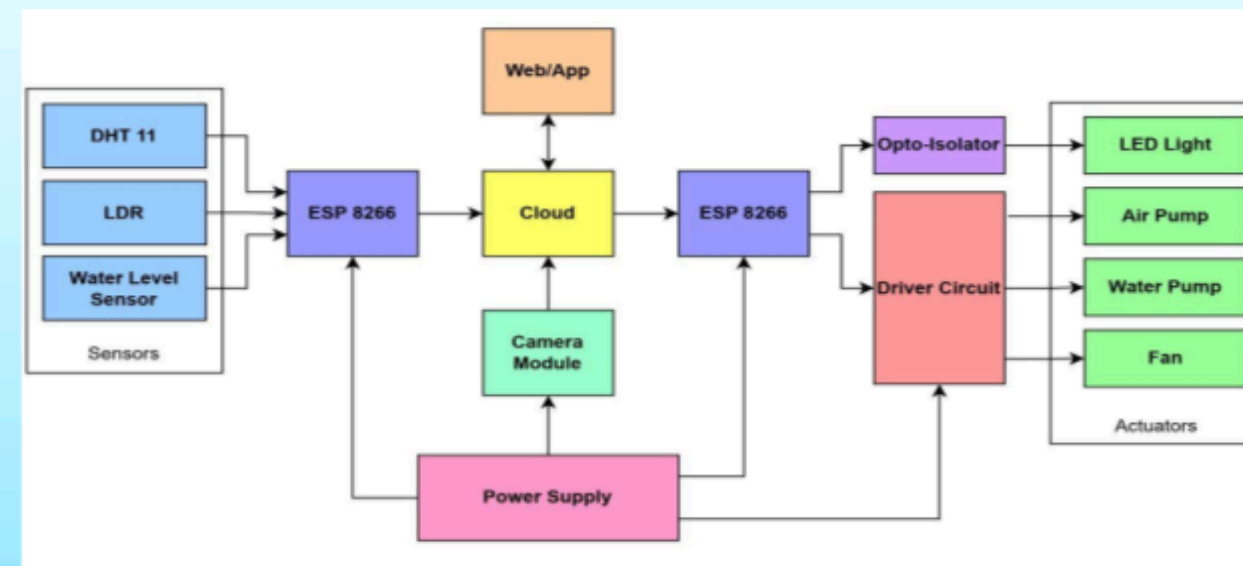 Web/App
DHT 11
LDR
Water Level
Sensor
Sensors
ESP 8266
Cloud
Camera
Module
Power Supply
ESP 8266
Opto-Isolator
Driver Circuit
LED Light
Air Pump
Water Pump
Fan
Actuators